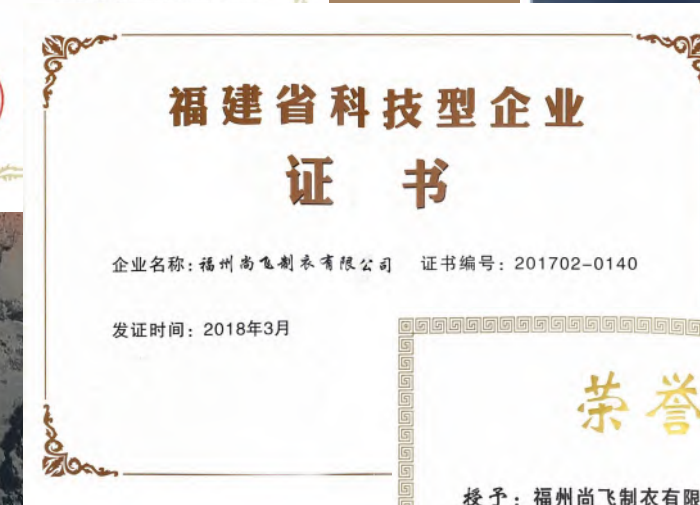 福建省科技型企业
证 书
企业名称:福州尚飞制衣有限公司 证书编号:201702-0140
发证时间:2018年3月
荣誉
授予:福州尚飞制衣有限